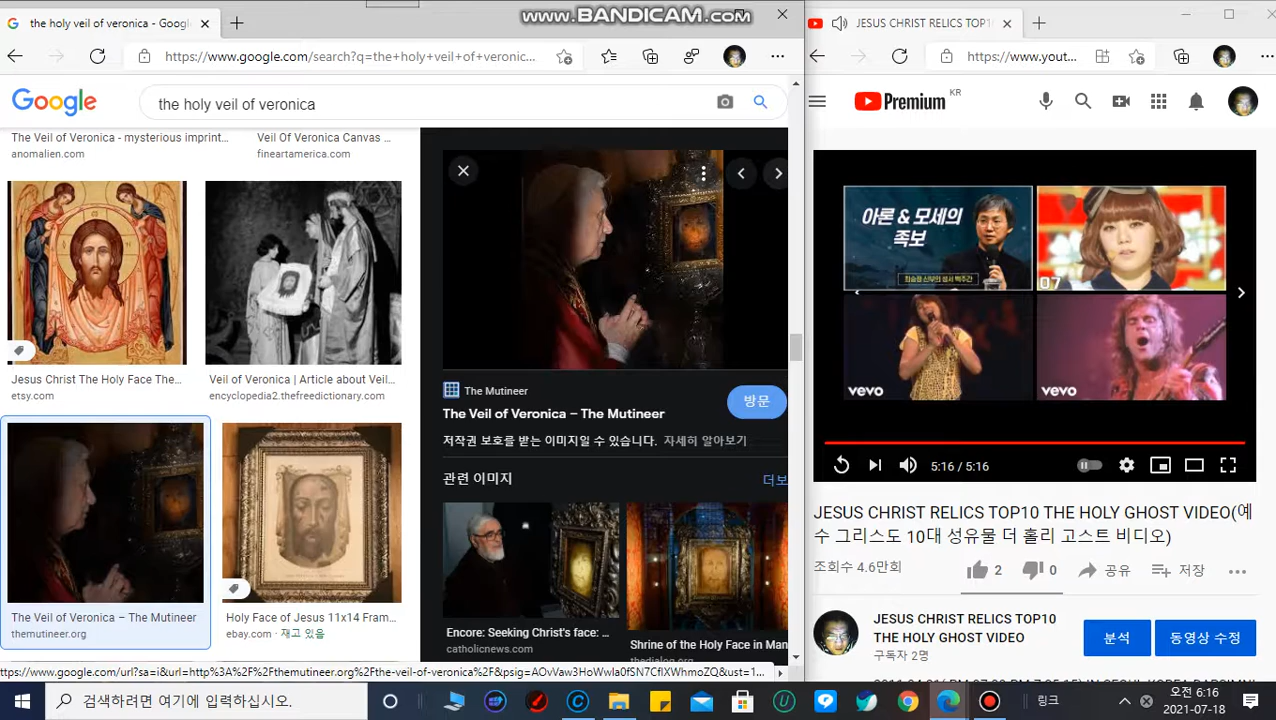 the holy veil of veronica - Googl
www.BANDICAM.com
https://www.google.com/search?q=the+holy+veil+of+veronic...
Google
the holy veil of veronica
The Veil of Veronica - mysterious imprint...
anomalien.com
Veil Of Veronica Canvas ...
fineartamerica.com
Jesus Christ The Holy Face The...
etsy.com
Veil of Veronica | Article about Veil...
encyclopedia2.thefreedictionary.com
The Veil of Veronica – The Mutineer
themutineer.org
Holy Face of Jesus 11x14 Fram...
ebay.com · 재고 있음
The Mutineer
The Veil of Veronica – The Mutineer
방문
저작권 보호를 받는 이미지일 수 있습니다. 자세히 알아보기
관련 이미지
더보
Encore: Seeking Christ's face: ...
catholicnews.com
Shrine of the Holy Face in Man
thedialog.org
https://www.google.com/url?sa=i&url=http%3A%2F%2Fthemutineer.org%2Fthe-veil-of-veronica%2F&psig=AOvVaw3HoWwIa0fSN7CflXWhmoZQ&ust=1...
JESUS CHRIST RELICS TOP1
https://www.yout...
Premium KR
아론 & 모세의
족보
07
vevo
vevo
5:16 / 5:16
JESUS CHRIST RELICS TOP10 THE HOLY GHOST VIDEO(예
수 그리스도 10대 성유물 더 홀리 고스트 비디오)
조회수 4.6만회
2
0
공유
저장
JESUS CHRIST RELICS TOP10
THE HOLY GHOST VIDEO
구독자 2명
분석
동영상 수정
검색하려면 여기에 입력하십시오.
링크
오전 6:16
2021-07-18